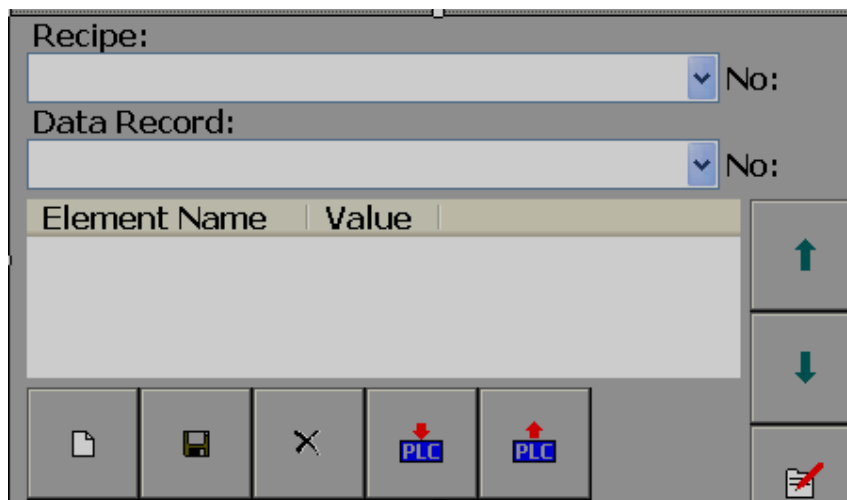 Recipe:
No:
Data Record:
No:
Element Name Value
PLC PLC